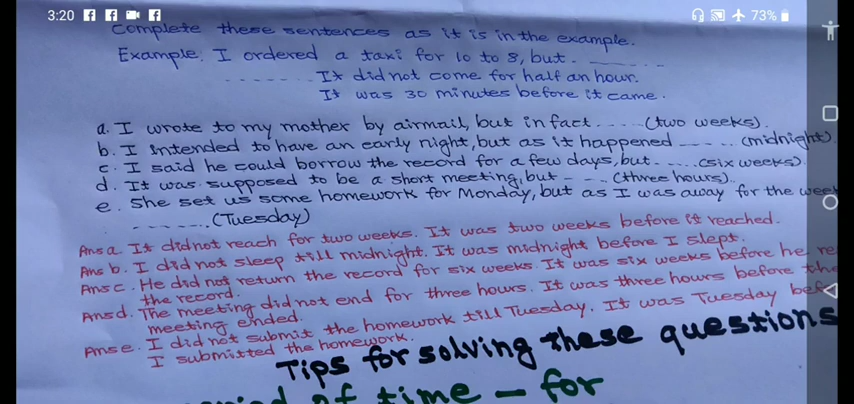 3:20
73%
Complete these sentences as it is in the example.
Example: I ordered a taxi for 10 to 8, but. ______
------- It did not come for half an hour.
It was 30 minutes before it came.
a. I wrote to my mother by airmail, but in fact..... (two weeks).
b. I intended to have an early night, but as it happened ---... (midnight)
c. I said he could borrow the record for a few days, but..... (six weeks).
d. It was supposed to be a short meeting, but --... (three hours).
e. She set us some homework for Monday, but as I was away for the
-------- (Tuesday)
Ans a. It didnot reach for two weeks. It was two weeks before it reached.
Ans b. I did not sleep till midnight. It was midnight before I slept.
Ans c. He did not return the record for six weeks. It was six weeks before he
the record.
Ans d. The meeting did not end for three hours. It was three hours before the
meeting ended.
Ans e. I did not submit the homework till Tuesday. It was Tuesday
I submitted the homework.
Tips for solving these questions
of time - for